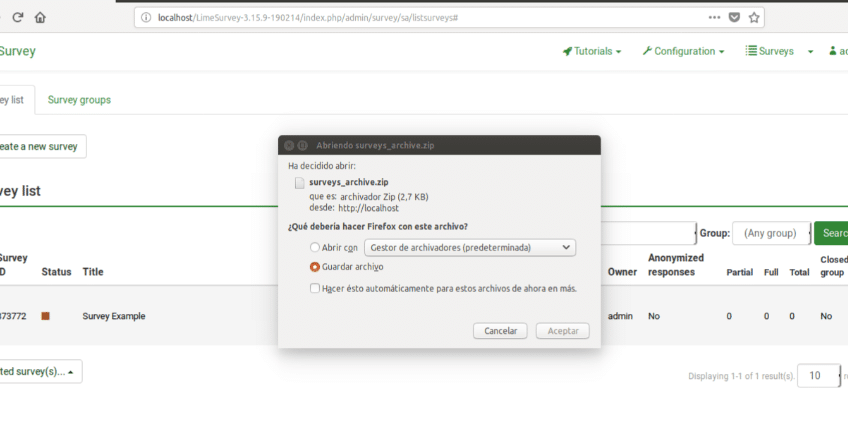 localhost/LimeSurvey-3.15.9-190214/index.php/admin/survey/sa/listsurveys#
Survey
Tutorials
Configuration
Surveys
ey list
Survey groups
eate a new survey
vey list
Abriendo surveys_archive.zip
Ha decidido abrir:
surveys_archive.zip
que es: archivador Zip (2,7 KB)
desde: http://localhost
¿Qué debería hacer Firefox con este archivo?
Abrir con Gestor de archivadores (predeterminada)
Guardar archivo
Hacer ésto automáticamente para estos archivos de ahora en más.
Cancelar Aceptar
Group: (Any group) Searc
Survey
D Status Title Owner Anonymized responses Partial Full Total Closed group
873772 Survey Example admin No 0 0 0 No
ted survey(s)...
Displaying 1-1 of 1 result(s). 10